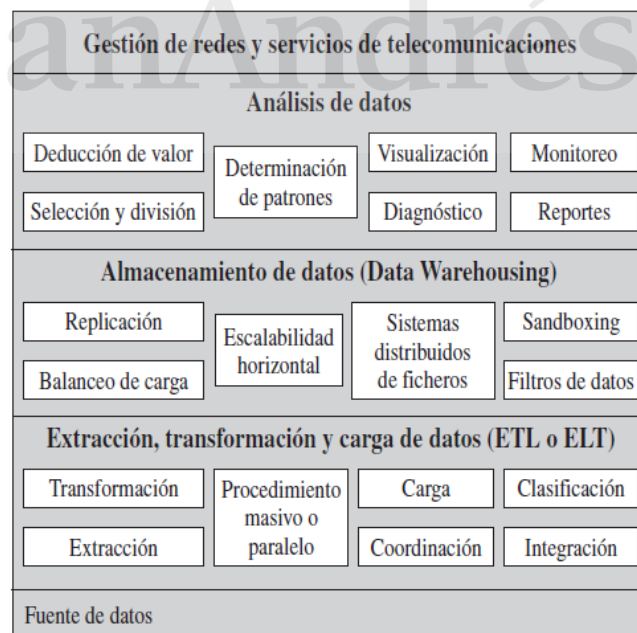 anAndrés
Gestión de redes y servicios de telecomunicaciones
Análisis de datos
Deducción de valor
Determinación
de patrones
Visualización
Monitoreo
Selección y división
Diagnóstico
Reportes
Almacenamiento de datos (Data Warehousing)
Replicación
Escalabilidad
horizontal
Sistemas
distribuidos
de ficheros
Sandboxing
Balanceo de carga
Filtros de datos
Extracción, transformación y carga de datos (ETL o ELT)
Transformación
Procedimiento
masivo o
paralelo
Carga
Clasificación
Extracción
Coordinación
Integración
Fuente de datos